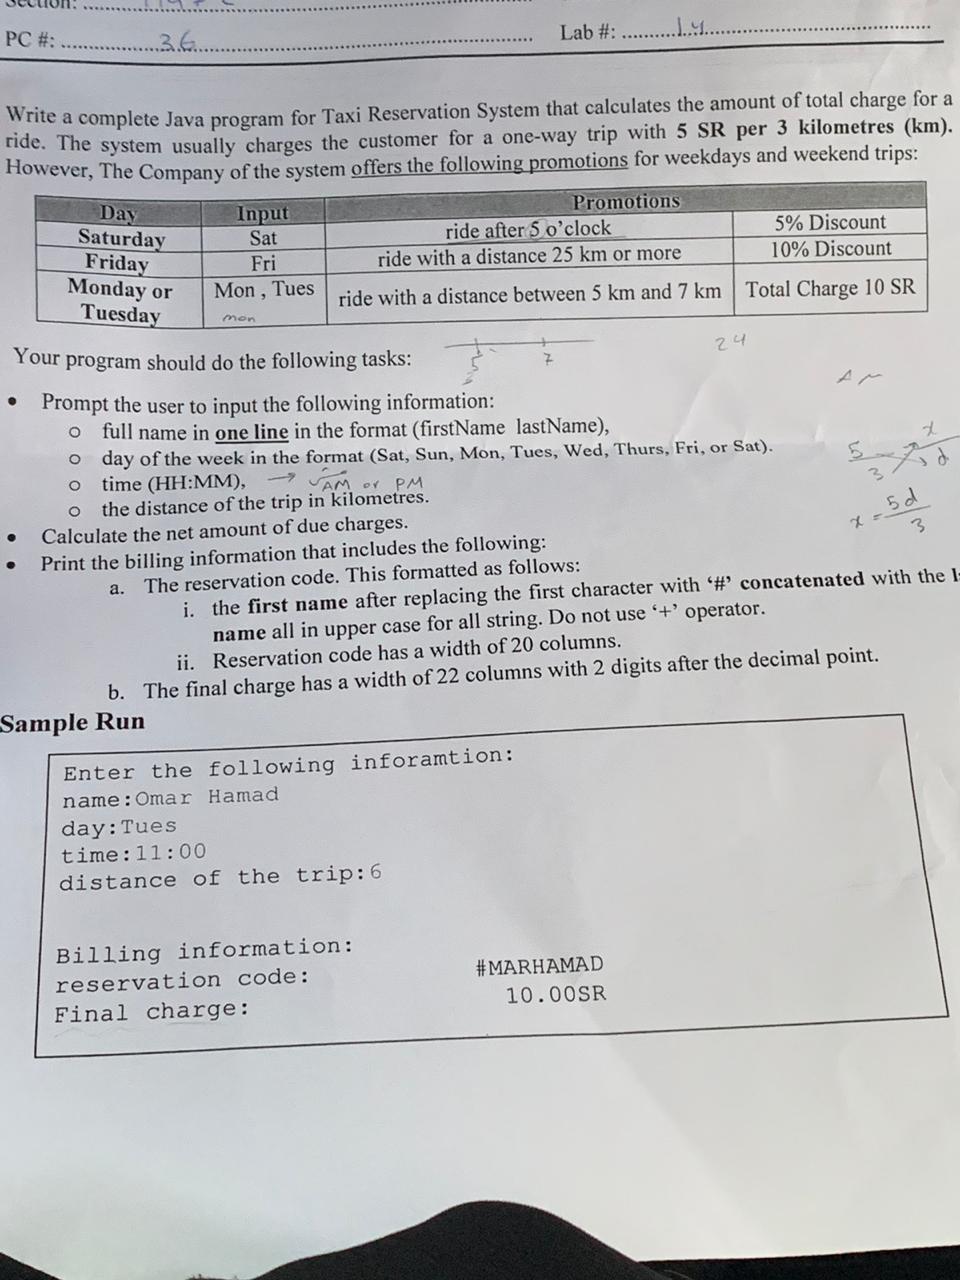 Section:
PC #: 36 Lab #: 14
Write a complete Java program for Taxi Reservation System that calculates the amount of total charge for a
ride. The system usually charges the customer for a one-way trip with 5 SR per 3 kilometres (km).
However, The Company of the system offers the following promotions for weekdays and weekend trips:
Day Input Promotions
Saturday Sat ride after 5 o'clock 5% Discount
Friday Fri ride with a distance 25 km or more 10% Discount
Monday or Tuesday Mon , Tues ride with a distance between 5 km and 7 km Total Charge 10 SR
mon
Your program should do the following tasks:
5 7
24
• Prompt the user to input the following information:
o full name in one line in the format (firstName lastName),
o day of the week in the format (Sat, Sun, Mon, Tues, Wed, Thurs, Fri, or Sat).
o time (HH:MM), → AM or PM
o the distance of the trip in kilometres.
5 x
3 d
x = 5d
3
• Calculate the net amount of due charges.
• Print the billing information that includes the following:
a. The reservation code. This formatted as follows:
i. the first name after replacing the first character with ‘#’ concatenated with the
name all in upper case for all string. Do not use ‘+’ operator.
ii. Reservation code has a width of 20 columns.
b. The final charge has a width of 22 columns with 2 digits after the decimal point.
Sample Run
Enter the following inforamtion:
name:Omar Hamad
day:Tues
time:11:00
distance of the trip:6
Billing information:
reservation code: #MARHAMAD
Final charge: 10.00SR